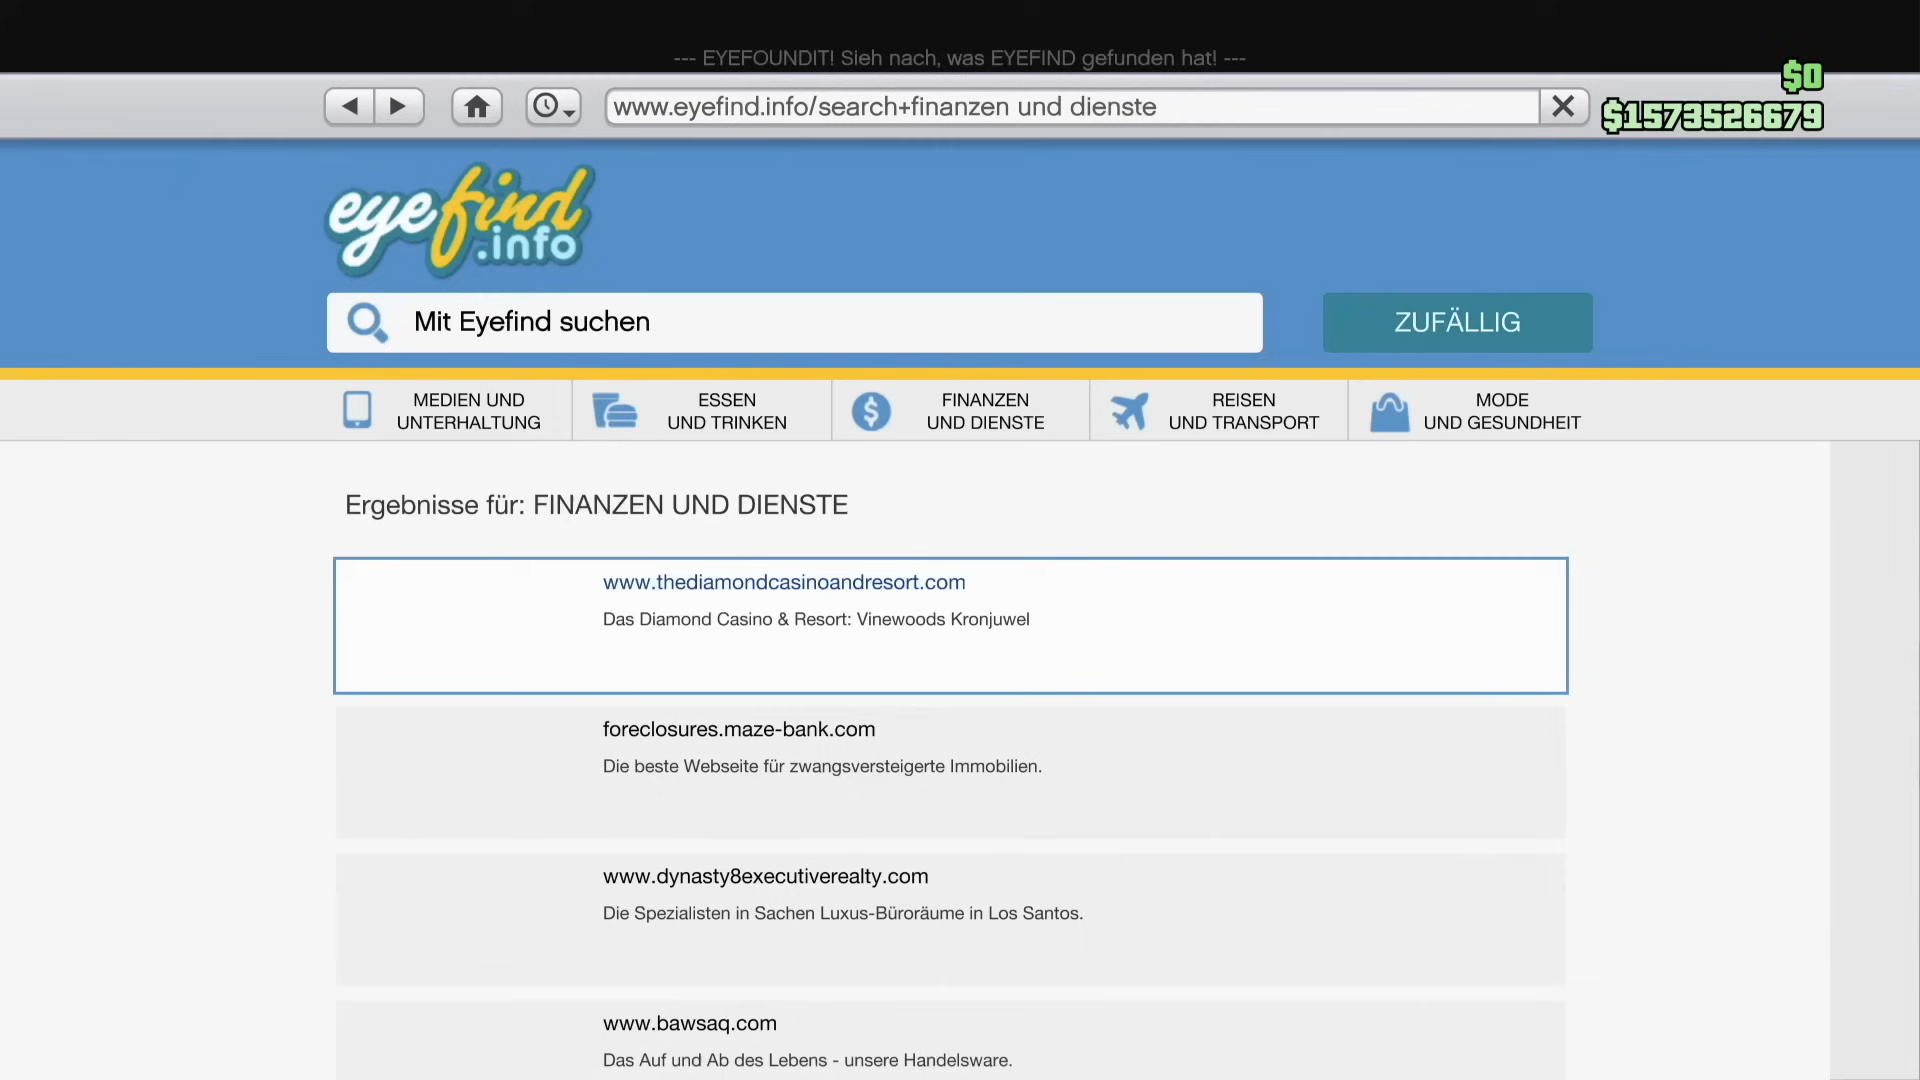 --- EYEFOUNDIT! Sieh nach, was EYEFIND gefunden hat! ---
$0
www.eyefind.info/search+finanzen und dienste
$1573526679
eyefind
.info
Mit Eyefind suchen
ZUFÄLLIG
MEDIEN UND
UNTERHALTUNG
ESSEN
UND TRINKEN
FINANZEN
UND DIENSTE
REISEN
UND TRANSPORT
MODE
UND GESUNDHEIT
Ergebnisse für: FINANZEN UND DIENSTE
www.thediamondcasinoandresort.com
Das Diamond Casino & Resort: Vinewoods Kronjuwel
foreclosures.maze-bank.com
Die beste Webseite für zwangsversteigerte Immobilien.
www.dynasty8executiverealty.com
Die Spezialisten in Sachen Luxus-Büroräume in Los Santos.
www.bawsaq.com
Das Auf und Ab des Lebens - unsere Handelsware.